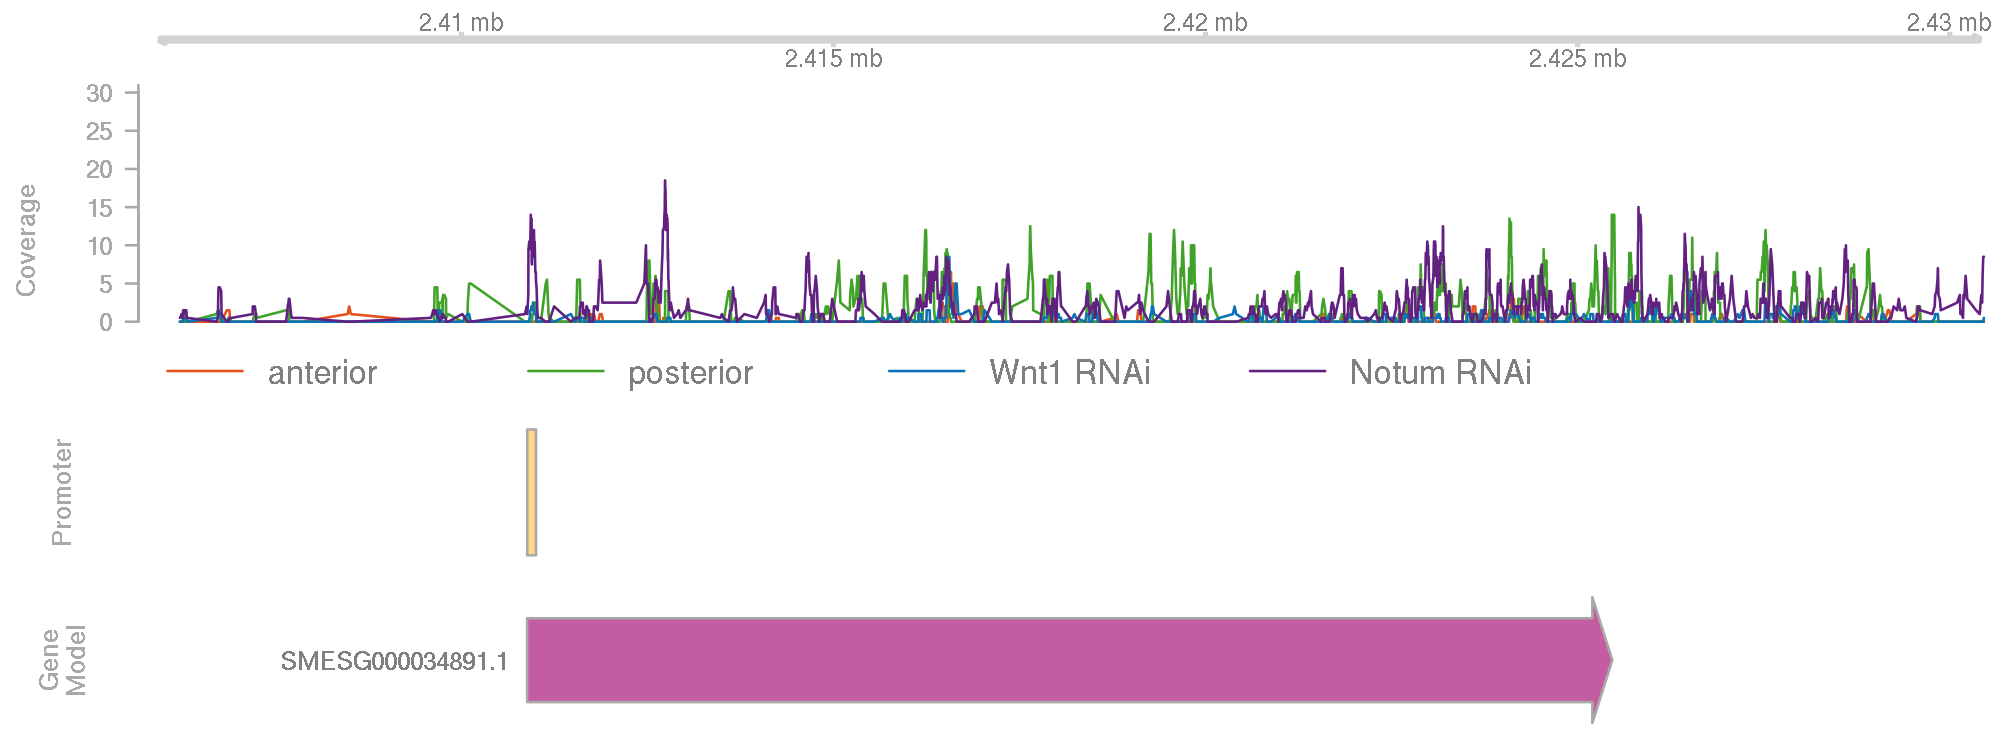 2.41 mb
2.42 mb
2.43 mb
2.415 mb
2.425 mb
Coverage
30
25
20
15
10
5
0
anterior
posterior
Wnt1 RNAi
Notum RNAi
Promoter
Gene
Model
SMESG000034891.1